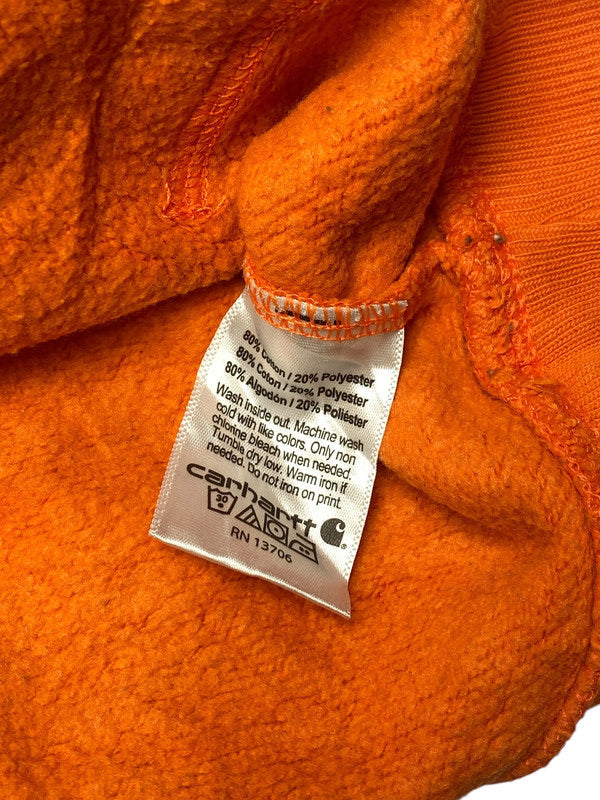 80% Cotton / 20% Polyester
80% Coton / 20% Polyester
80% Algodón / 20% Poliéster
Wash inside out. Machine wash
cold with like colors. Only non
chlorine bleach when needed.
Tumble dry low. Warm iron if
needed. Do not iron on print.
carhartt
30
RN 13706